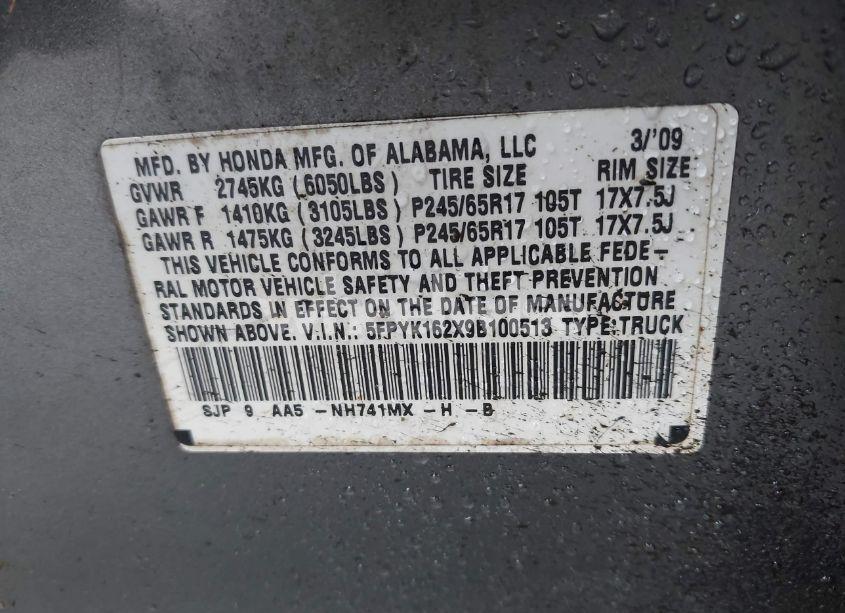 MFD. BY HONDA MFG. OF ALABAMA, LLC 3/'09
GVWR 2745KG ( 6050LBS ) TIRE SIZE RIM SIZE
GAWR F 1410KG ( 3105LBS ) P245/65R17 105T 17X7.5J
GAWR R 1475KG ( 3245LBS ) P245/65R17 105T 17X7.5J
THIS VEHICLE CONFORMS TO ALL APPLICABLE FEDE-
RAL MOTOR VEHICLE SAFETY AND THEFT PREVENTION
STANDARDS IN EFFECT ON THE DATE OF MANUFACTURE
SHOWN ABOVE. V.I.N.: 5FPYK162X9B100513 TYPE:TRUCK
SJP 9 AA5 -NH741MX -H -B